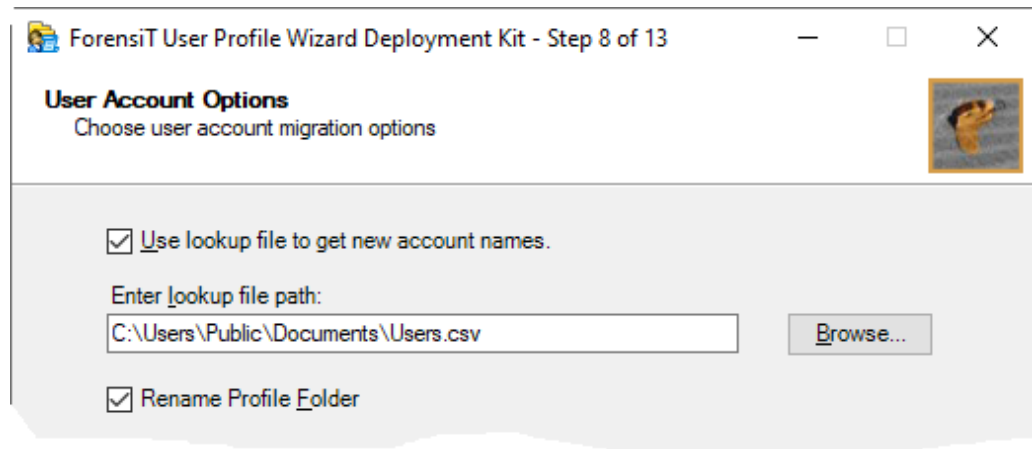 ForensiT User Profile Wizard Deployment Kit - Step 8 of 13
User Account Options
Choose user account migration options
Use lookup file to get new account names.
Enter lookup file path:
C:\Users\Public\Documents\Users.csv
Browse...
Rename Profile Folder